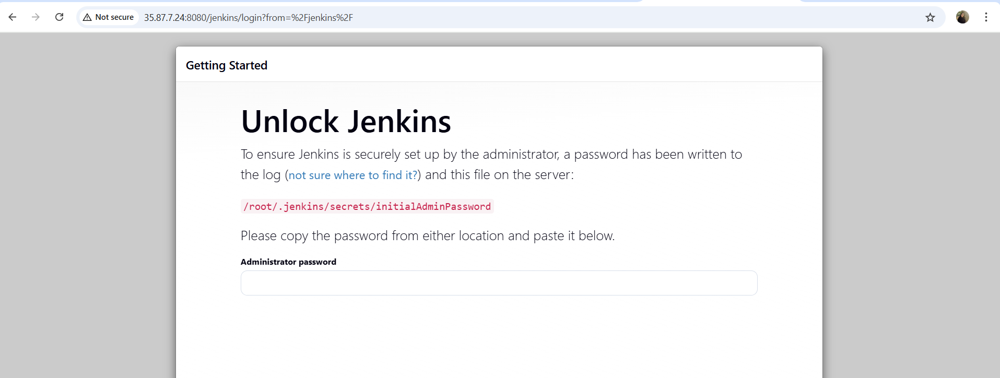 Not secure 35.87.7.24:8080/jenkins/login?from=%2Fjenkins%2F
Getting Started
Unlock Jenkins
To ensure Jenkins is securely set up by the administrator, a password has been written to
the log (not sure where to find it?) and this file on the server:
/root/.jenkins/secrets/initialAdminPassword
Please copy the password from either location and paste it below.
Administrator password